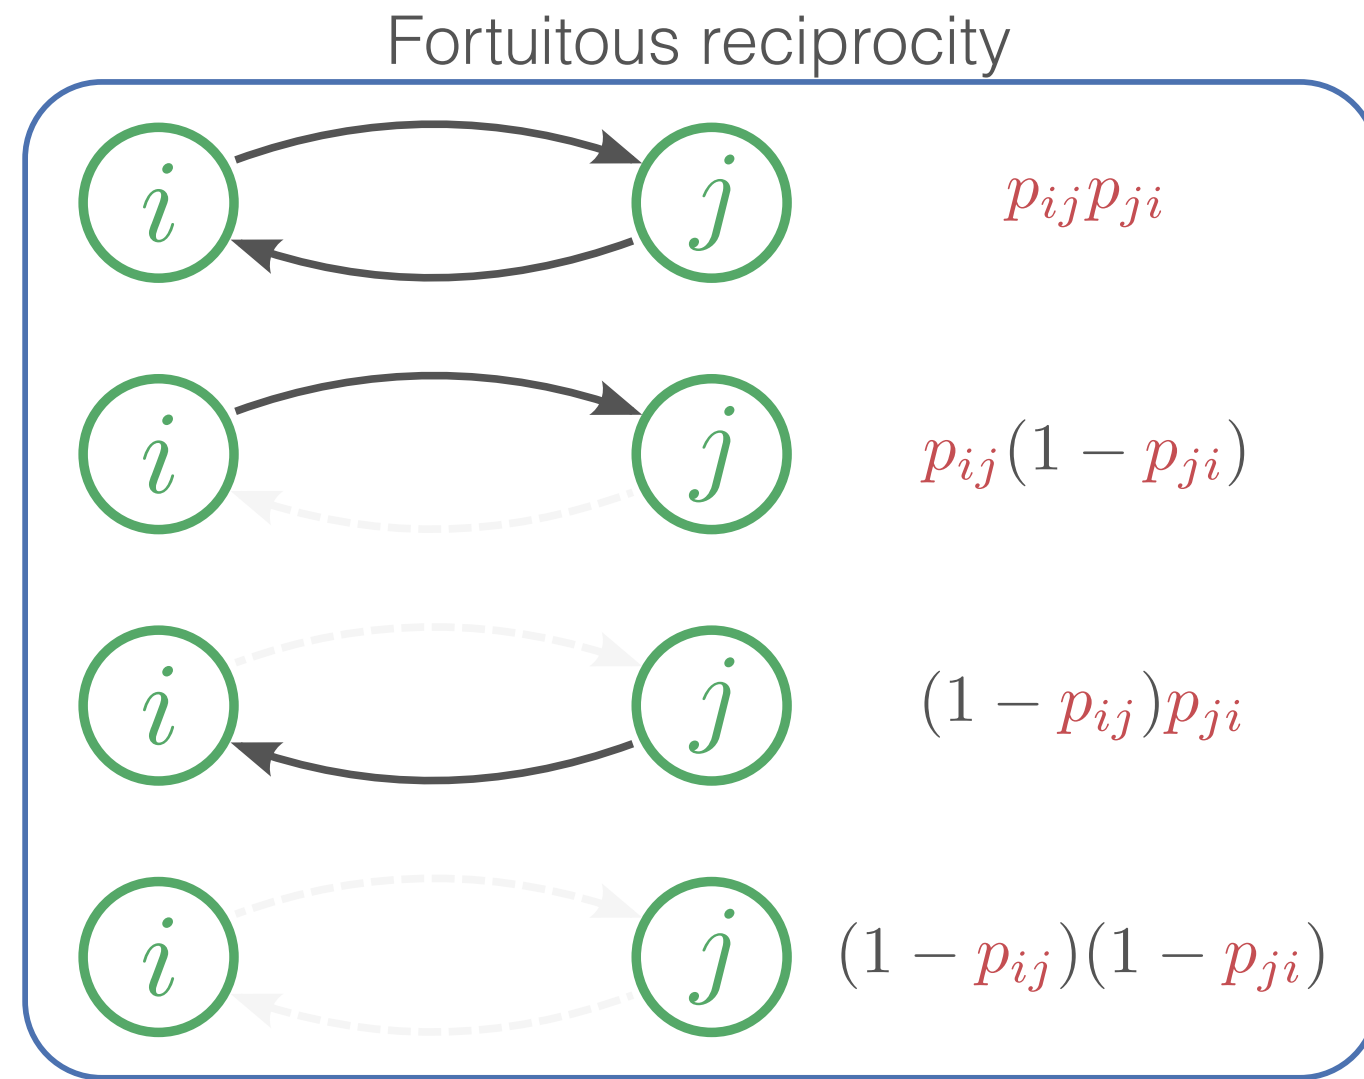 Fortuitous reciprocity
i j p_{ij}p_{ji}
i j p_{ij}(1 − p_{ji})
i j (1 − p_{ij})p_{ji}
i j (1 − p_{ij})(1 − p_{ji})